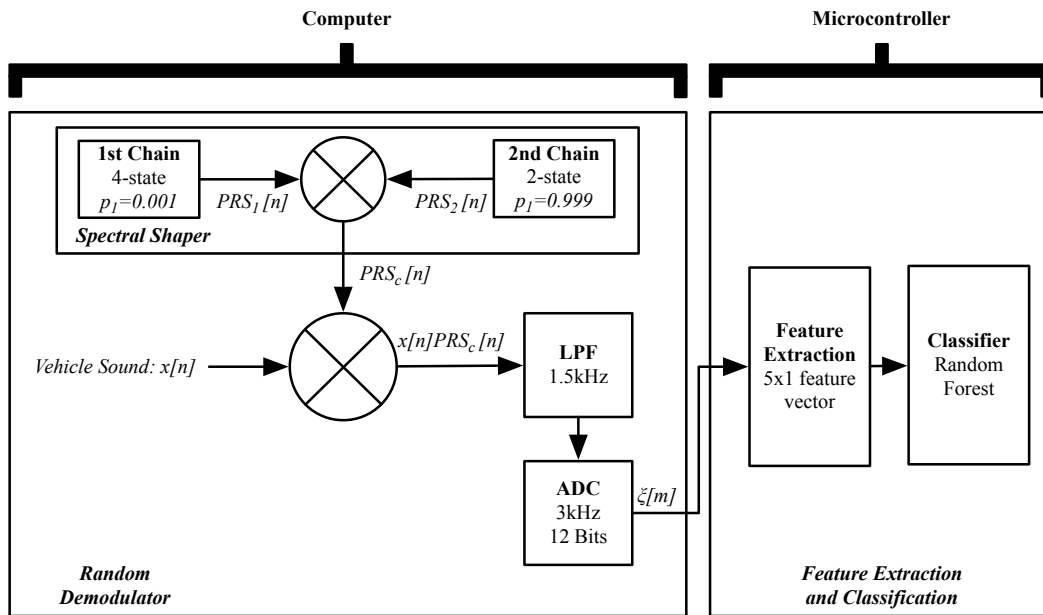 Computer
Microcontroller
1st Chain
4-state
p₁=0.001
PRS₁[n]
PRS₂[n]
2nd Chain
2-state
p₁=0.999
Spectral Shaper
PRS_c[n]
Vehicle Sound: x[n]
x[n]PRS_c[n]
LPF
1.5kHz
ADC
3kHz
12 Bits
ξ[m]
Random
Demodulator
Feature
Extraction
5x1 feature
vector
Classifier
Random
Forest
Feature Extraction
and Classification